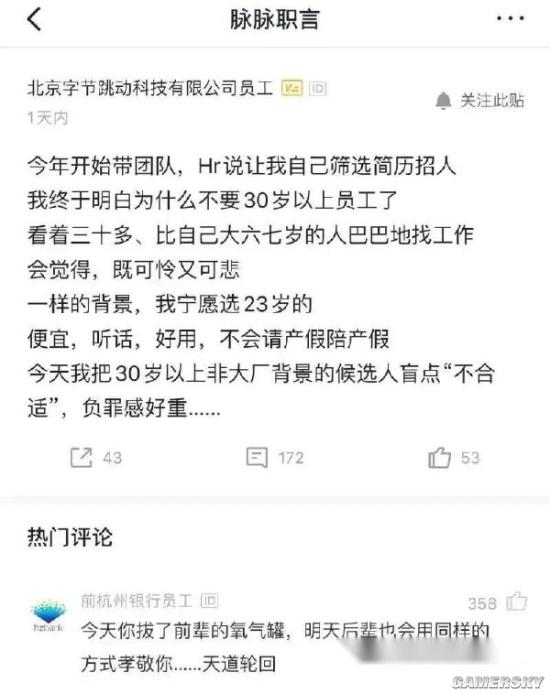 脉脉职言
北京字节跳动科技有限公司员工
ID
1天内
关注此贴
今年开始带团队，Hr说让我自己筛选简历招人
我终于明白为什么不要30岁以上员工了
看着三十多、比自己大六七岁的人巴巴地找工作
会觉得，既可怜又可悲
一样的背景，我宁愿选23岁的
便宜，听话，好用，不会请产假陪产假
今天我把30岁以上非大厂背景的候选人盲点“不合
适”，负罪感好重......
43
172
53
热门评论
前杭州银行员工
ID
358
hzbank
今天你拔了前辈的氧气罐，明天后辈也会用同样的
方式孝敬你......天道轮回
GAMERSKY